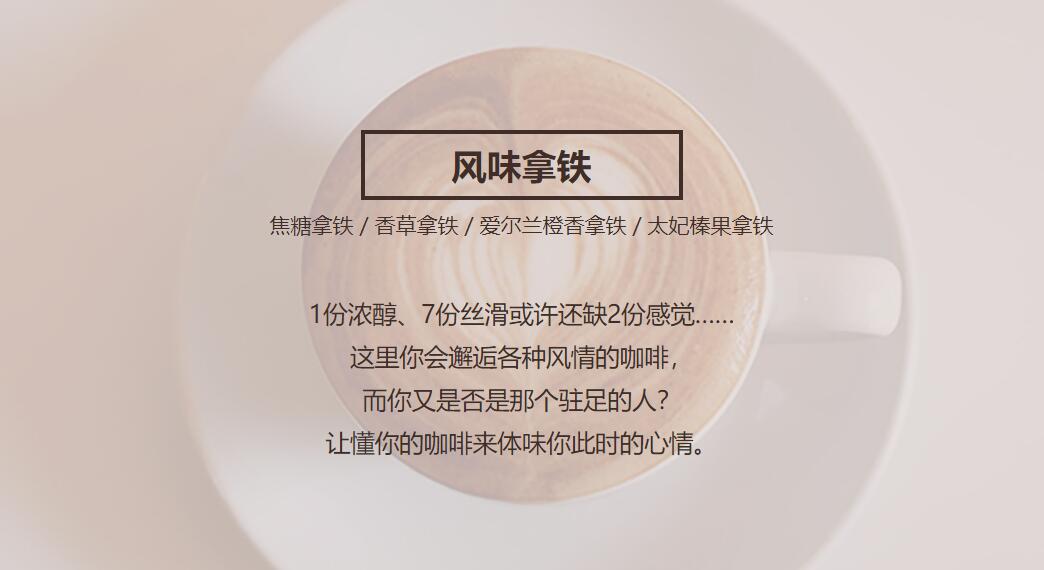 风味拿铁
焦糖拿铁 / 香草拿铁 / 爱尔兰橙香拿铁 / 太妃榛果拿铁
1份浓醇、7份丝滑或许还缺2份感觉......
这里你会邂逅各种风情的咖啡，
而你又是否是那个驻足的人？
让懂你的咖啡来体味你此时的心情。